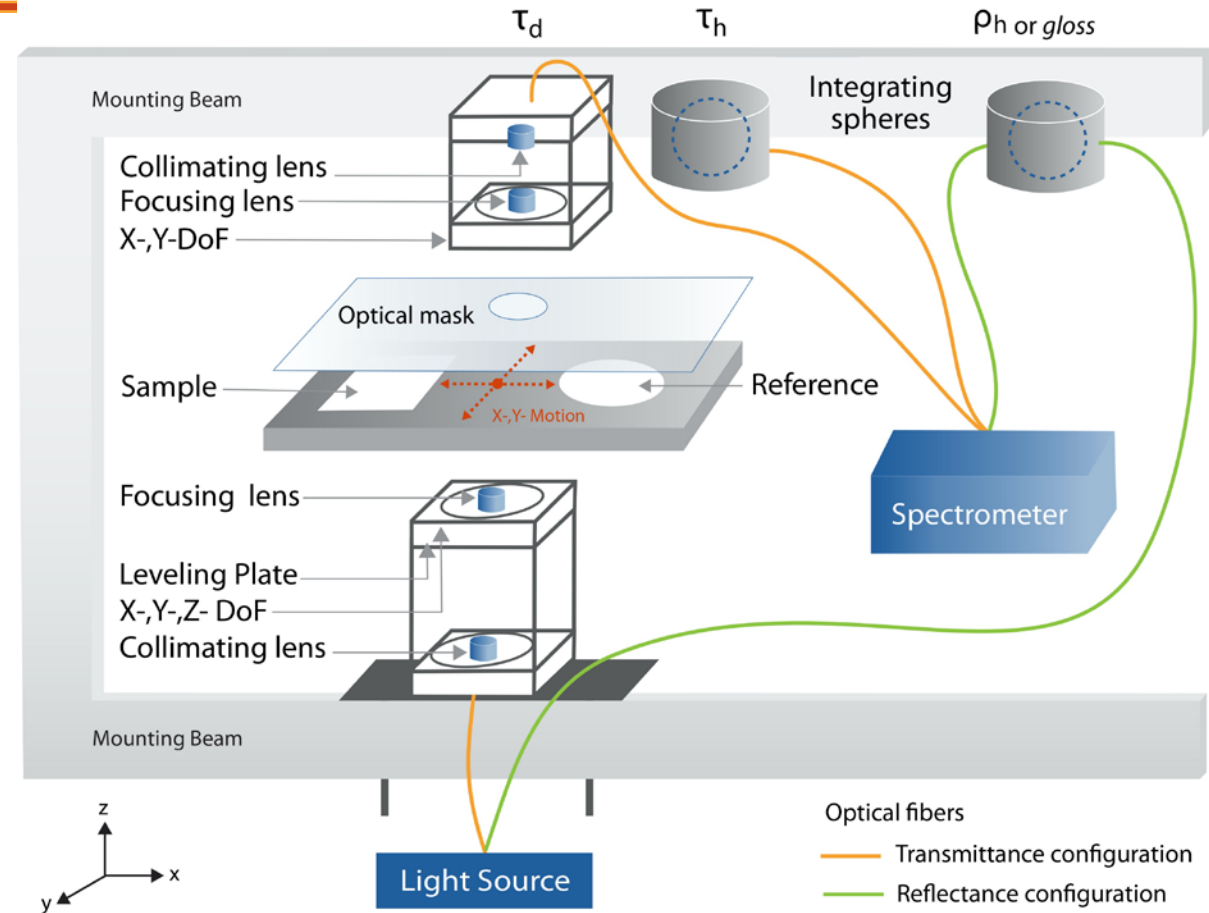 τd
τh
ρh or gloss
Mounting Beam
Integrating
spheres
Collimating lens
Focusing lens
X-,Y-DoF
Optical mask
Sample
Reference
X-,Y- Motion
Focusing lens
Spectrometer
Leveling Plate
X-,Y-,Z- DoF
Collimating lens
Mounting Beam
z
x
y
Light Source
Optical fibers
Transmittance configuration
Reflectance configuration